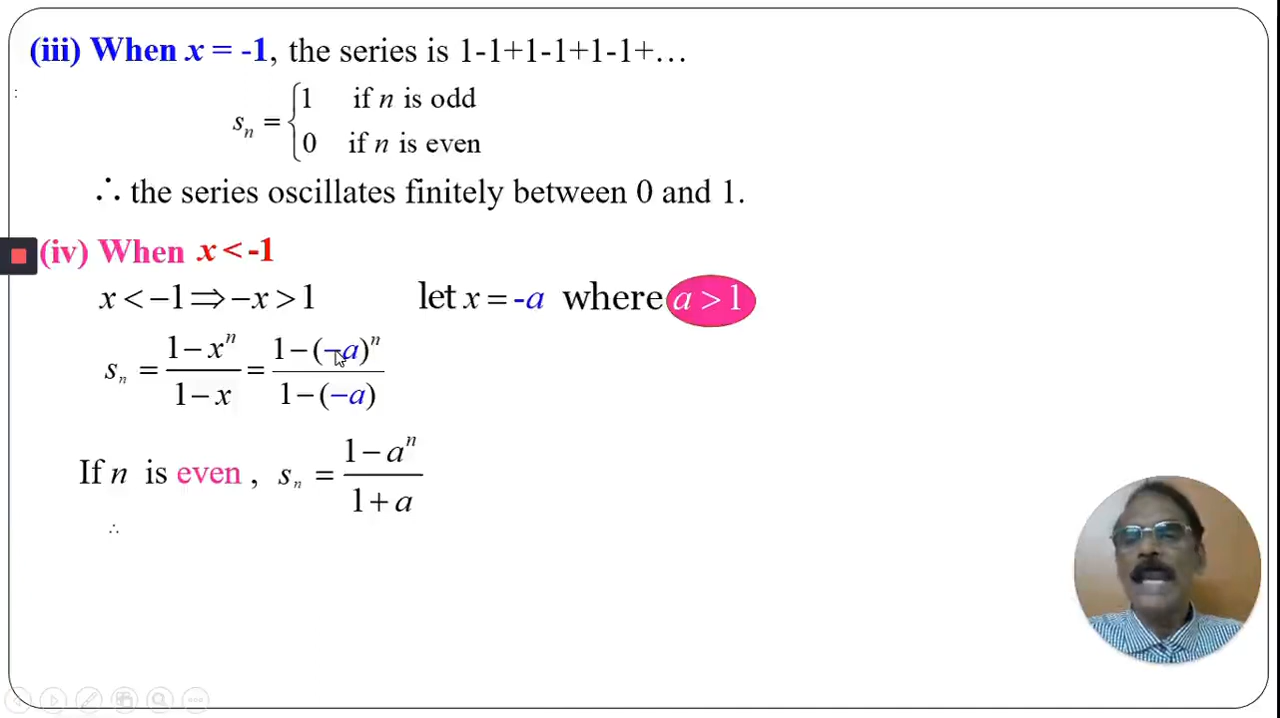 (iii) When x = -1, the series is 1-1+1-1+1-1+…
:
sₙ = { 1 if n is odd
0 if n is even
∴ the series oscillates finitely between 0 and 1.
(iv) When x < -1
x < −1 ⇒ −x > 1 let x = -a where a > 1
sₙ = (1 − xⁿ)/(1 − x) = (1 − (−a)ⁿ)/(1 − (−a))
If n is even , sₙ = (1 − aⁿ)/(1 + a)
∴